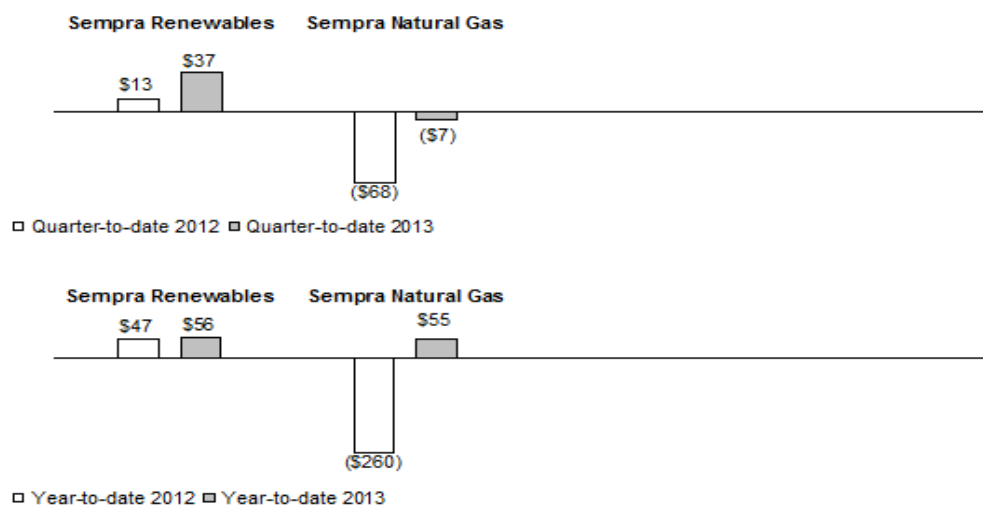 Sempra Renewables Sempra Natural Gas
$37
$13
($7)
($68)
Quarter-to-date 2012 Quarter-to-date 2013
Sempra Renewables Sempra Natural Gas
$47 $56 $55
($260)
Year-to-date 2012 Year-to-date 2013